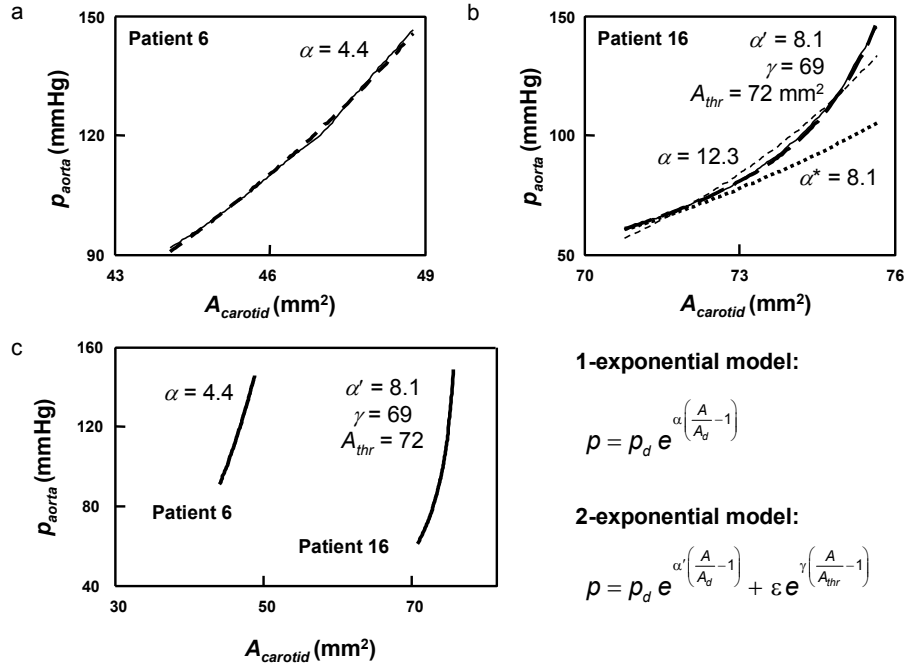 a
Patient 6
α = 4.4
150
120
90
p_aorta (mmHg)
43 46 49
A_carotid (mm²)
b
Patient 16
α′ = 8.1
γ = 69
A_thr = 72 mm²
α = 12.3
α* = 8.1
150
100
50
p_aorta (mmHg)
70 73 76
A_carotid (mm²)
c
α = 4.4
α′ = 8.1
γ = 69
A_thr = 72
Patient 6
Patient 16
160
120
80
40
p_aorta (mmHg)
30 50 70
A_carotid (mm²)
1-exponential model:
p = p_d e^{α(A/A_d −1)}
2-exponential model:
p = p_d e^{α′(A/A_d −1)} + ε e^{γ(A/A_thr −1)}